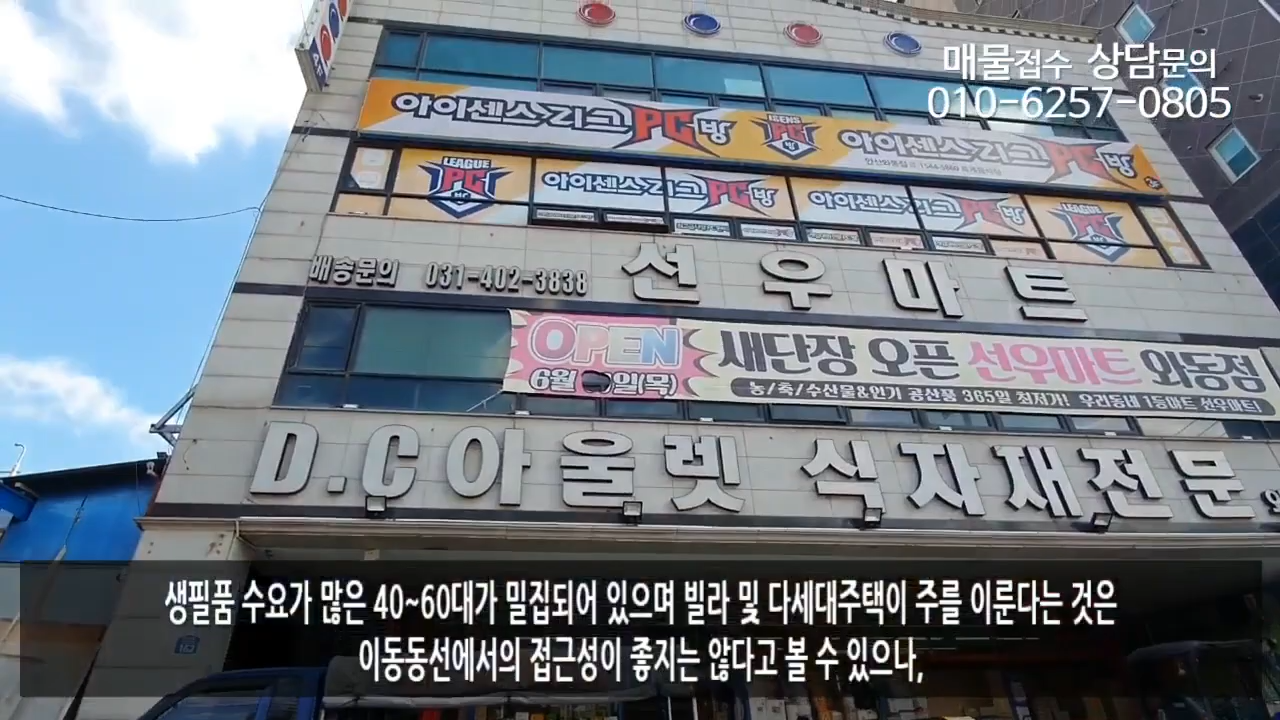 매물접수 상담문의
010-6257-0805
아이센스리그PC방
ISENS
PC
방
아이센스리그PC방
LEAGUE
PC
아이센스리그PC방
아이센스리그PC방
LEAGUE
PC
배송문의 031-402-3838
선우마트
OPEN
6월 일(목)
새단장 오픈 선우마트 와동점
농/축/수산물&인기 공산품 365일 최저가! 우리동네 1등마트 선우마트!
D.C아울렛 식자재전문
생필품 수요가 많은 40~60대가 밀집되어 있으며 빌라 및 다세대주택이 주를 이룬다는 것은
이동동선에서의 접근성이 좋지는 않다고 볼 수 있으나,